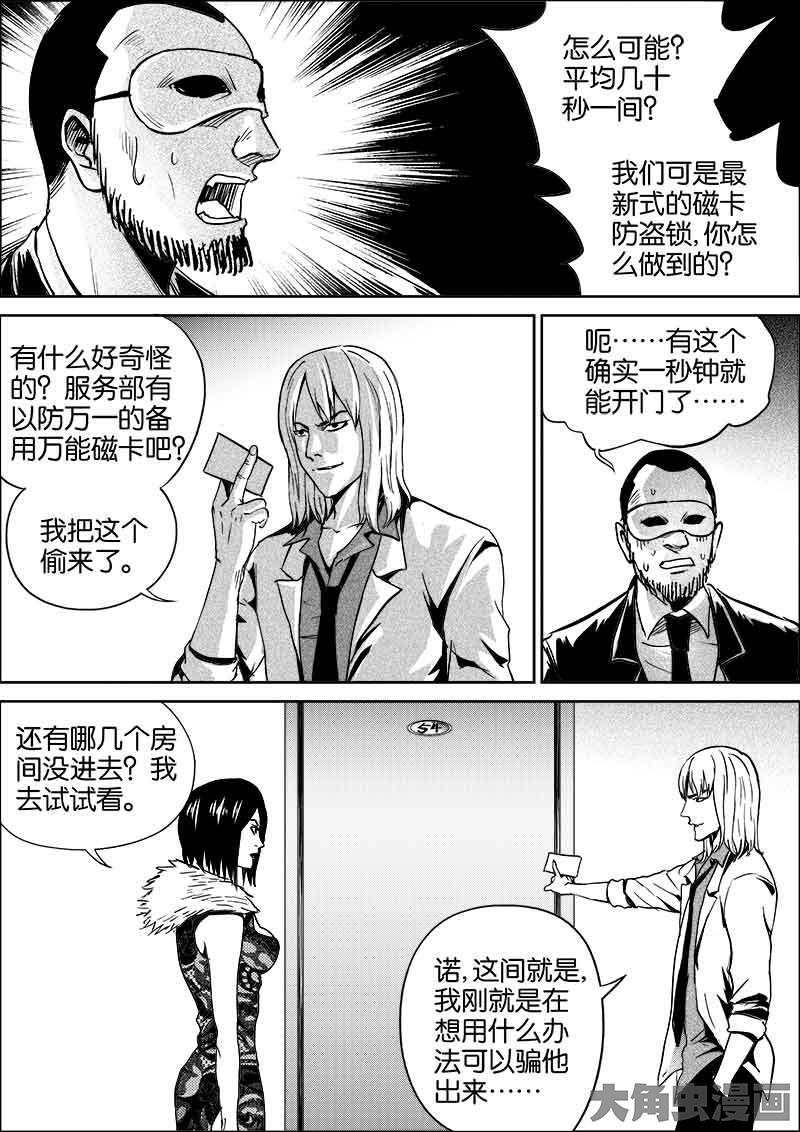 怎么可能?
平均几十
秒一间?
我们可是最
新式的磁卡
防盗锁,你怎
么做到的?
有什么好奇怪
的?服务部有
以防万一的备
用万能磁卡吧?
我把这个
偷来了。
呃……有这个
确实一秒钟就
能开门了……
还有哪几个房
间没进去?我
去试试看。
54
诺,这间就是,
我刚就是在
想用什么办
法可以骗他
出来……
大角虫漫画